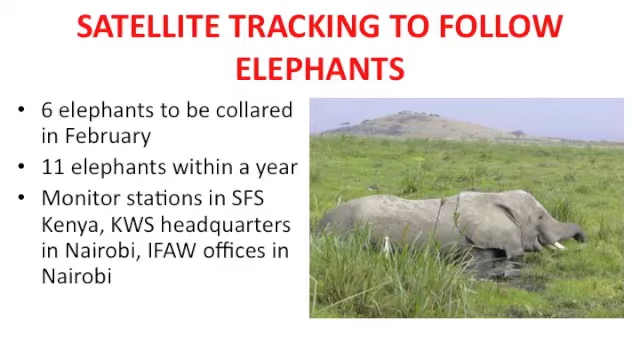 SATELLITE TRACKING TO FOLLOW
ELEPHANTS
• 6 elephants to be collared
in February
• 11 elephants within a year
• Monitor stations in SFS
Kenya, KWS headquarters
in Nairobi, IFAW offices in
Nairobi